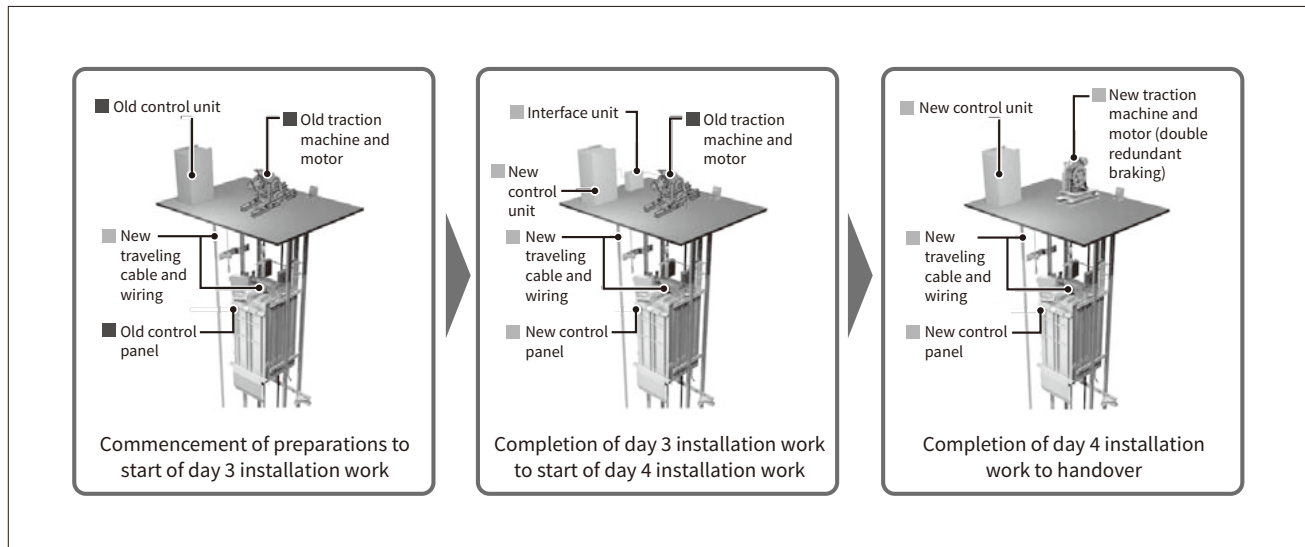 Old control unit
Old traction
machine and
motor
New
traveling
cable and
wiring
Old control
panel
Commencement of preparations to
start of day 3 installation work
Interface unit
Old traction
machine and
motor
New
control
unit
New
traveling
cable and
wiring
New control
panel
Completion of day 3 installation work
to start of day 4 installation work
New control unit
New traction
machine and
motor (double
redundant
braking)
New
traveling
cable and
wiring
New control
panel
Completion of day 4 installation
work to handover